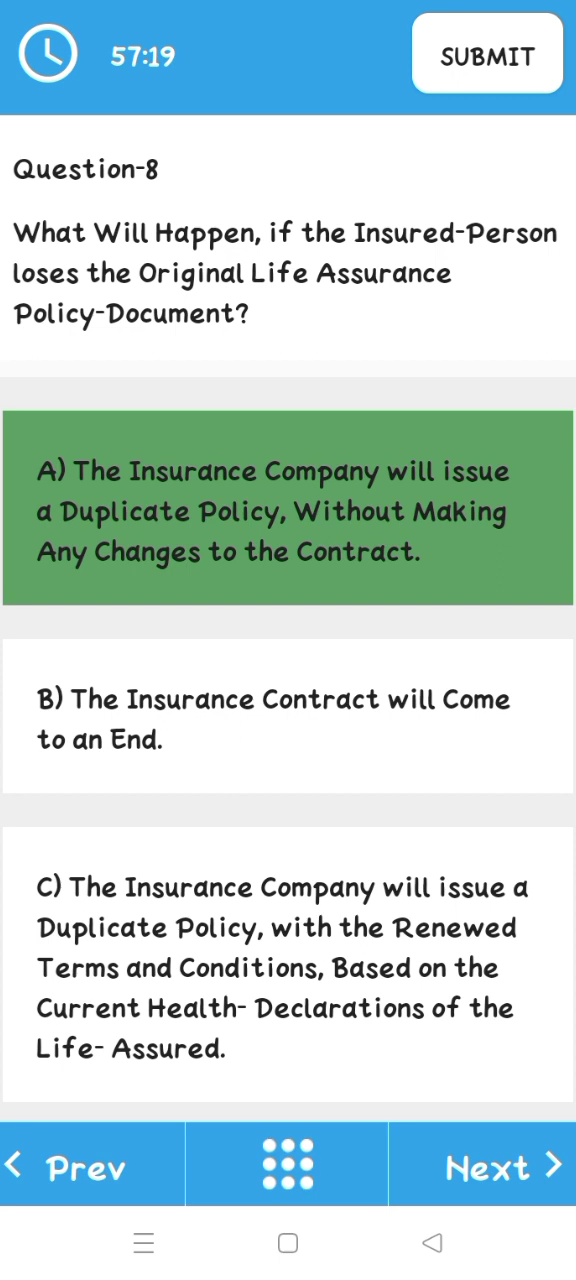 57:19
SUBMIT
Question-8
What Will Happen, if the Insured-Person
loses the Original Life Assurance
Policy-Document?
A) The Insurance Company will issue
a Duplicate Policy, Without Making
Any Changes to the Contract.
B) The Insurance Contract will Come
to an End.
C) The Insurance Company will issue a
Duplicate Policy, with the Renewed
Terms and Conditions, Based on the
Current Health- Declarations of the
Life- Assured.
Prev
Next